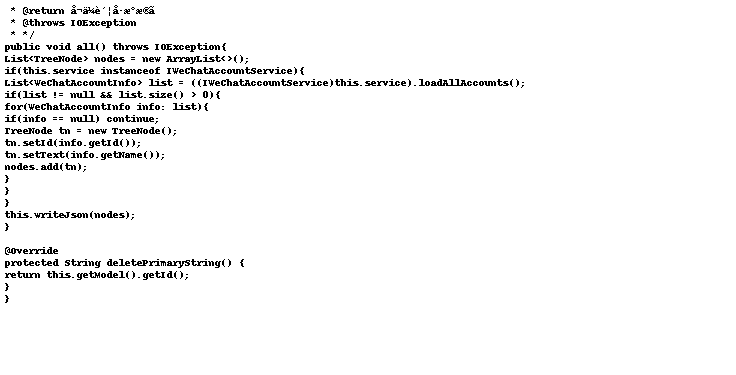 * @return å¬ä¼è´¦å·æ°æ®ã
* @throws IOException
* */
public void all() throws IOException{
List<TreeNode> nodes = new ArrayList<>();
if(this.service instanceof IWeChatAccountService){
List<WeChatAccountInfo> list = ((IWeChatAccountService)this.service).loadAllAccounts();
if(list != null && list.size() > 0){
for(WeChatAccountInfo info: list){
if(info == null) continue;
TreeNode tn = new TreeNode();
tn.setId(info.getId());
tn.setText(info.getName());
nodes.add(tn);
}
}
}
this.writeJson(nodes);
}
@Override
protected String deletePrimaryString() {
return this.getModel().getId();
}
}